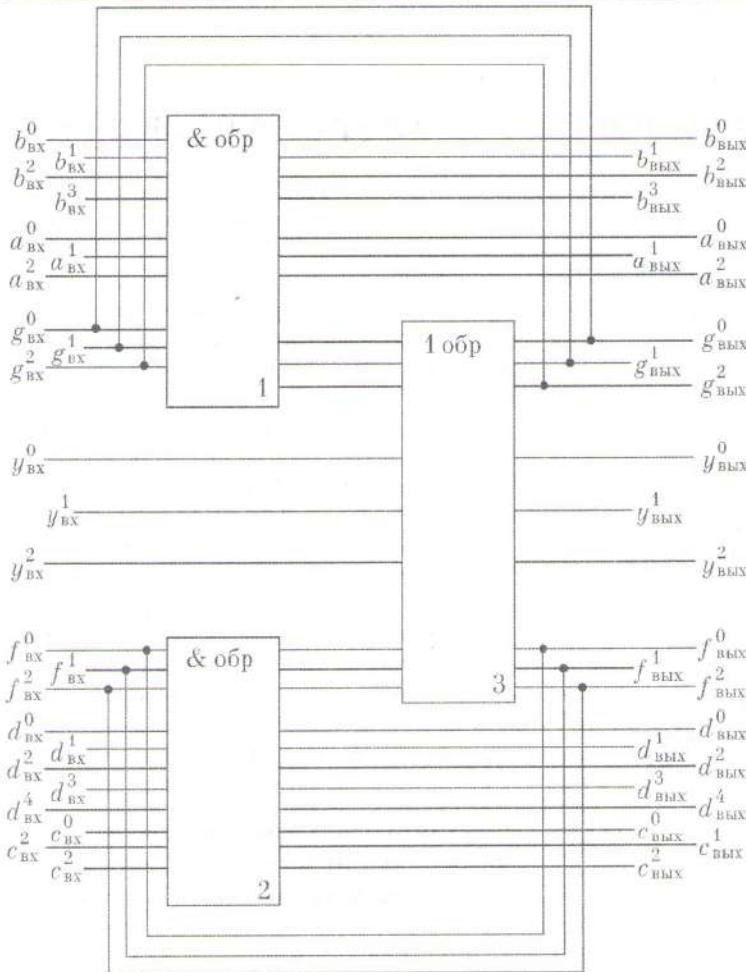 b⁰вх & обр b⁰вых
b¹вх b¹вых
b²вх b²вых
b³вх b³вых
a⁰вх a⁰вых
a¹вх a¹вых
a²вх a²вых
g⁰вх 1 обр g⁰вых
g¹вх g¹вых
g²вх 1 g²вых
y⁰вх y⁰вых
y¹вх y¹вых
y²вх y²вых
f⁰вх & обр f⁰вых
f¹вх f¹вых
f²вх 3 f²вых
d⁰вх d⁰вых
d¹вх d¹вых
d²вх d²вых
d³вх d³вых
d⁴вх d⁴вых
c⁰вх c⁰вых
c²вх c¹вых
c²вх 2 c²вых